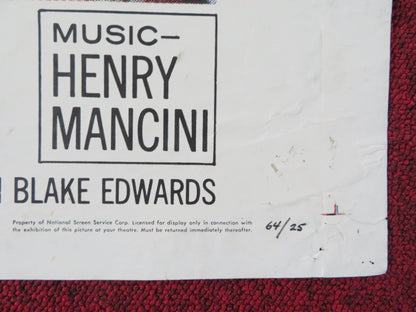 MUSIC—
HENRY
MANCINI
BLAKE EDWARDS
Property of National Screen Service Corp. Licensed for display only in connection with
the exhibition of this picture at your theatre. Must be returned immediately thereafter.
64/25